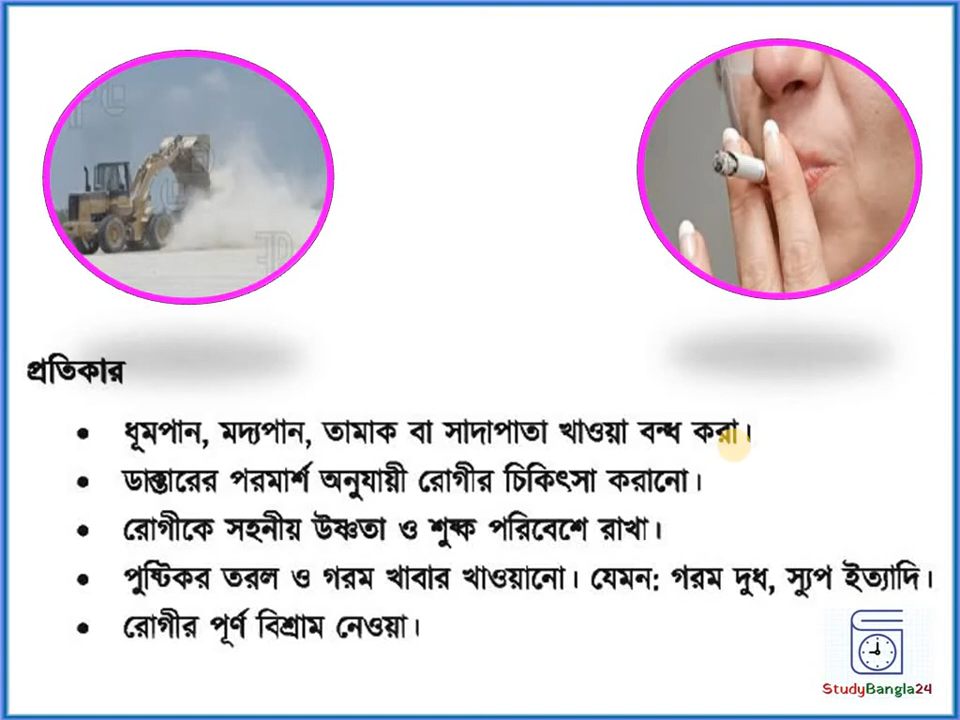 প্রতিকার
• ধূমপান, মদ্যপান, তামাক বা সাদাপাতা খাওয়া বন্ধ করা।
• ডাক্তারের পরমার্শ অনুযায়ী রোগীর চিকিৎসা করানো।
• রোগীকে সহনীয় উষ্ণতা ও শুষ্ক পরিবেশে রাখা।
• পুষ্টিকর তরল ও গরম খাবার খাওয়ানো। যেমন: গরম দুধ, স্যুপ ইত্যাদি।
• রোগীর পূর্ণ বিশ্রাম নেওয়া।
StudyBangla24